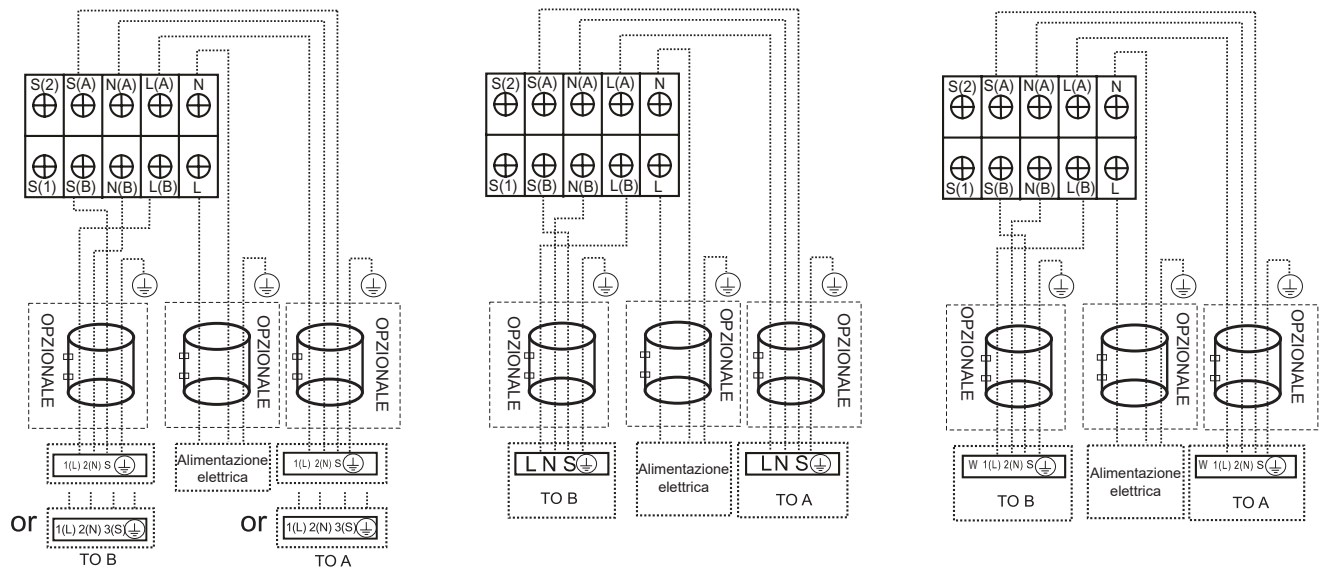 S(2) S(A) N(A) L(A) N
S(1) S(B) N(B) L(B) L
OPZIONALE
OPZIONALE
OPZIONALE
1(L) 2(N) S
Alimentazione
elettrica
1(L) 2(N) S
or
1(L) 2(N) 3(S)
TO B
or
1(L) 2(N) 3(S)
TO A
S(2) S(A) N(A) L(A) N
S(1) S(B) N(B) L(B) L
OPZIONALE
OPZIONALE
OPZIONALE
L N S
TO B
Alimentazione
elettrica
L N S
TO A
S(2) S(A) N(A) L(A) N
S(1) S(B) N(B) L(B) L
OPZIONALE
OPZIONALE
OPZIONALE
W 1(L) 2(N) S
TO B
Alimentazione
elettrica
W 1(L) 2(N) S
TO A